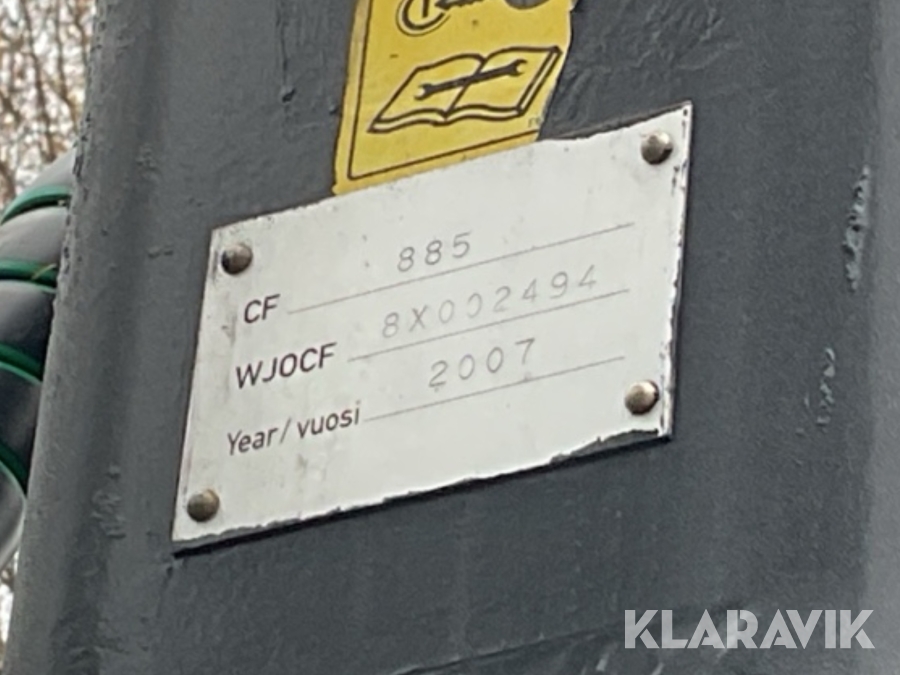 CF 885
WJOCF 8X002494
Year/vuosi 2007
KLARAVIK